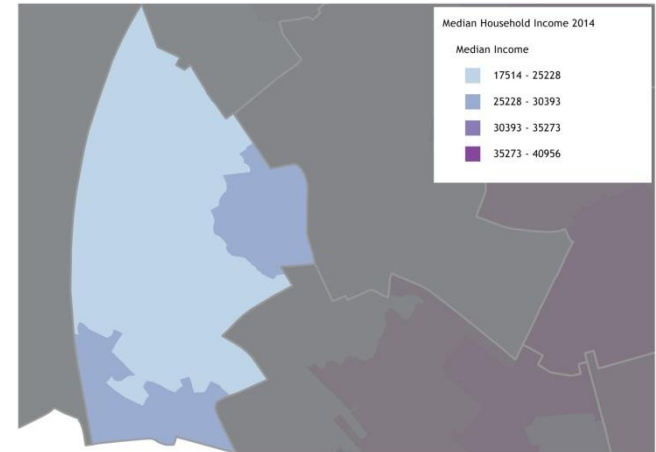 Median Household Income 2014
Median Income
17514 - 25228
25228 - 30393
30393 - 35273
35273 - 40956